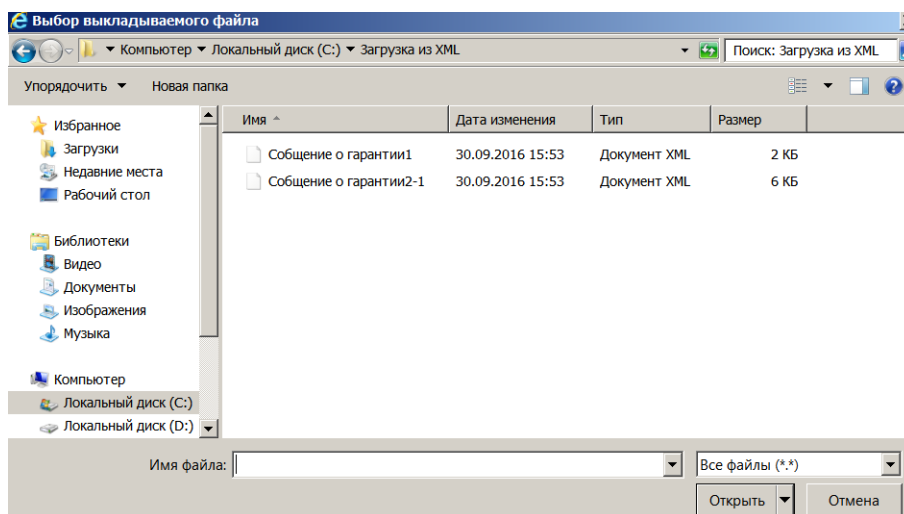 Выбор выкладываемого файла
Компьютер Локальный диск (C:) Загрузка из XML Поиск: Загрузка из XML
Упорядочить Новая папка
Имя Дата изменения Тип Размер
Избранное
Загрузки
Недавние места
Рабочий стол
Библиотеки
Видео
Документы
Изображения
Музыка
Компьютер
Локальный диск (C:)
Локальный диск (D:)
Собщение о гарантии1 30.09.2016 15:53 Документ XML 2 КБ
Собщение о гарантии2-1 30.09.2016 15:53 Документ XML 6 КБ
Имя файла: Все файлы (*.*)
Открыть Отмена